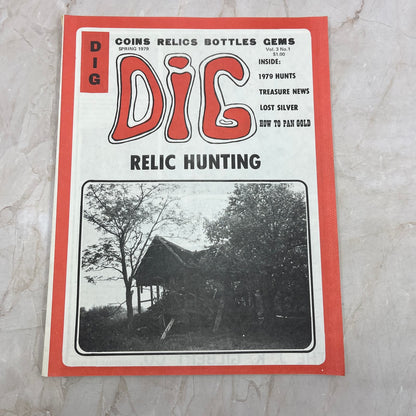 DIG
COINS RELICS BOTTLES GEMS
SPRING 1979
Vol. 3 No. 1
$1.00
DIG
INSIDE:
1979 HUNTS
TREASURE NEWS
LOST SILVER
HOW TO PAN GOLD
RELIC HUNTING